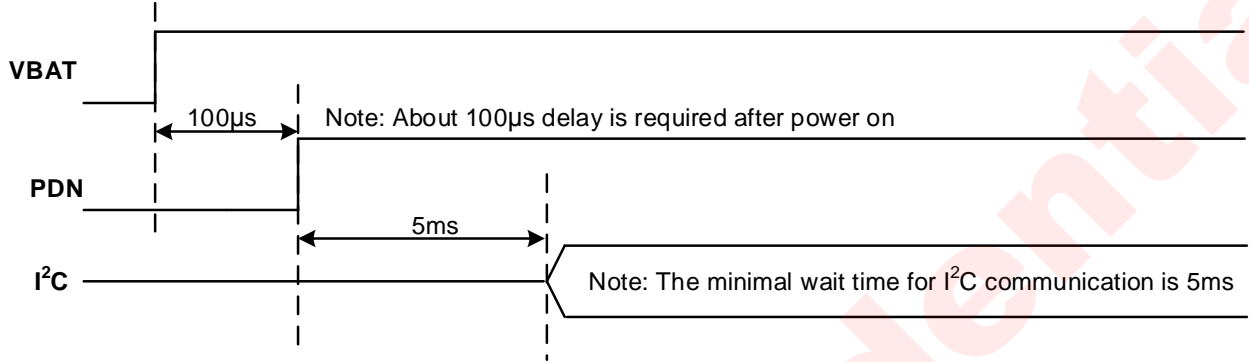 VBAT
100µs
Note: About 100µs delay is required after power on
PDN
5ms
I²C
Note: The minimal wait time for I²C communication is 5ms
dentia